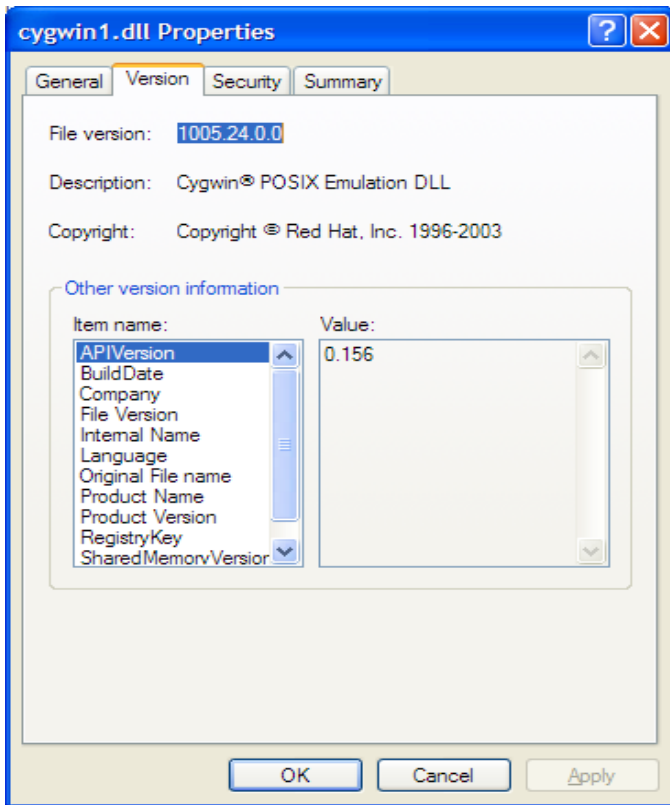 cygwin1.dll Properties
General Version Security Summary
File version: 1005.24.0.0
Description: Cygwin® POSIX Emulation DLL
Copyright: Copyright ® Red Hat, Inc. 1996-2003
Other version information
Item name: Value:
APIVersion 0.156
BuildDate
Company
File Version
Internal Name
Language
Original File name
Product Name
Product Version
RegistryKey
SharedMemoryVersion
OK Cancel Apply